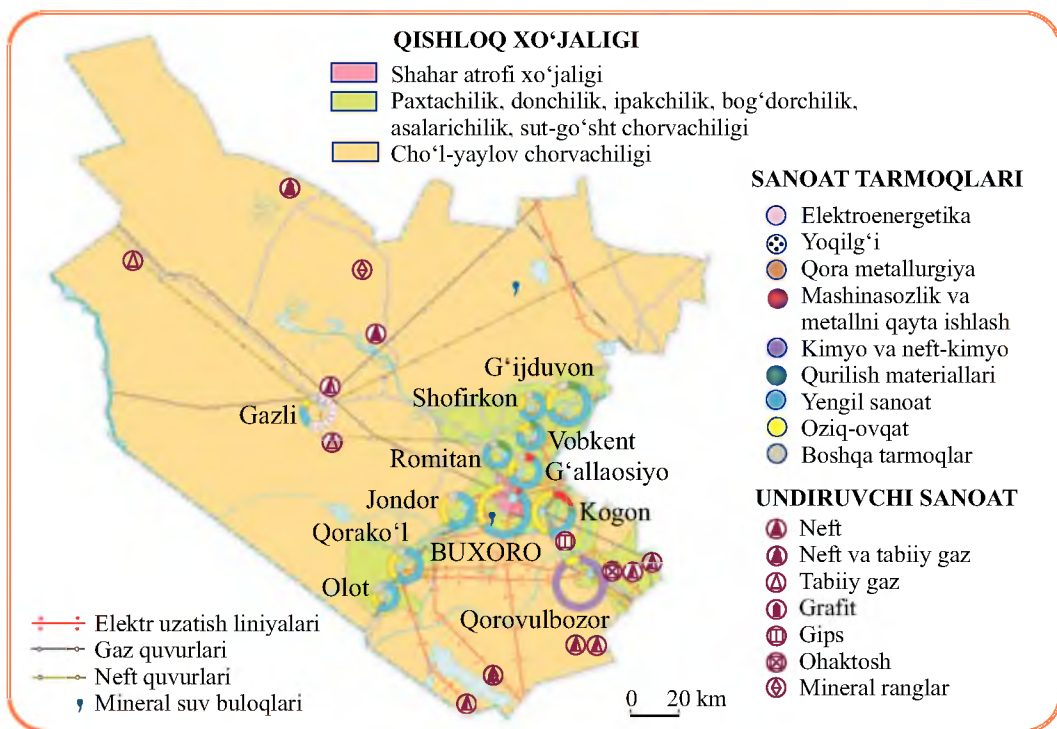 QISHLOQ XO‘JALIGI
Shahar atrofi xo‘jaligi
Paxtachilik, donchilik, ipakchilik, bog‘dorchilik,
asalarichilik, sut-go‘sht chorvachiligi
Cho‘l-yaylov chorvachiligi
SANOAT TARMOQLARI
Elektroenergetika
Yoqilg‘i
Qora metallurgiya
Mashinasozlik va
metallni qayta ishlash
Kimyo va neft-kimyo
Qurilish materiallari
Yengil sanoat
Oziq-ovqat
Boshqa tarmoqlar
UNDIRUVCHI SANOAT
Neft
Neft va tabiiy gaz
Tabiiy gaz
Grafit
Gips
Ohaktosh
Mineral ranglar
G‘ijduvon
Shofirkon
Gazli
Vobkent
Romitan
G‘allaosiyo
Jondor
Kogon
Qorako‘l
BUXORO
Olot
Qorovulbozor
Elektr uzatish liniyalari
Gaz quvurlari
Neft quvurlari
Mineral suv buloqlari
0 20 km